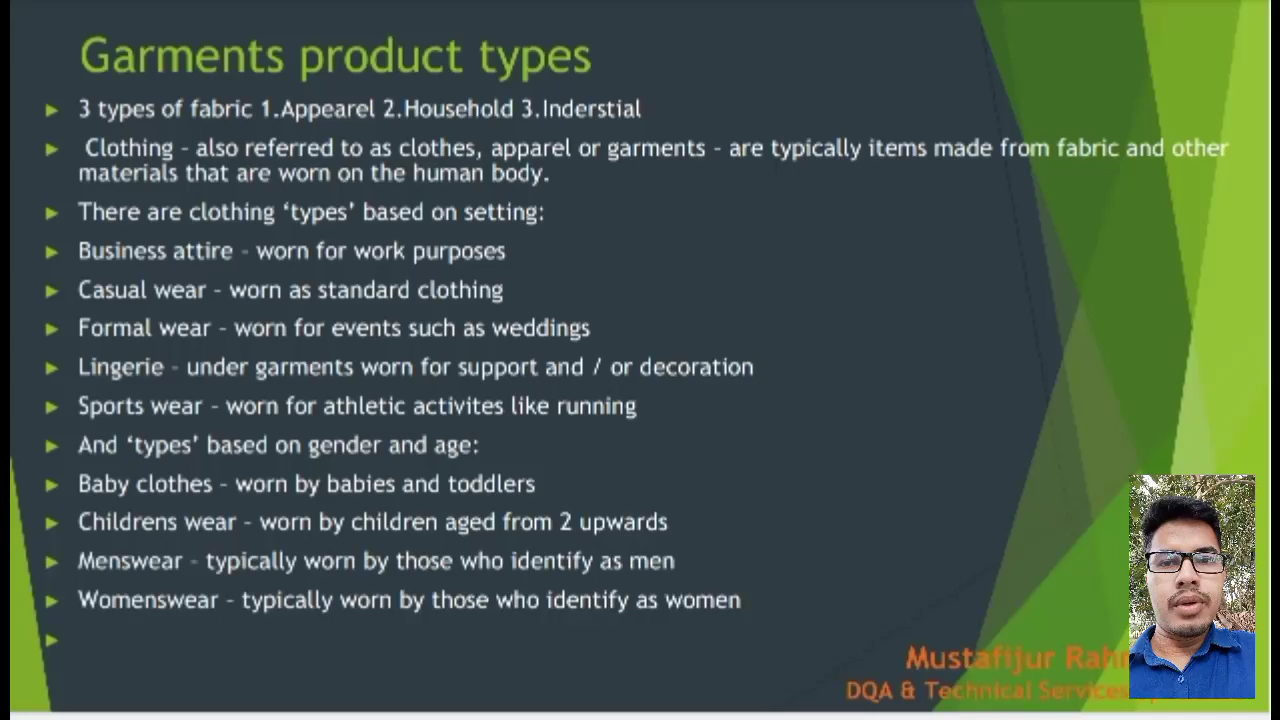 Garments product types
3 types of fabric 1.Appearel 2.Household 3.Inderstial
Clothing – also referred to as clothes, apparel or garments – are typically items made from fabric and other
materials that are worn on the human body.
There are clothing ‘types’ based on setting:
Business attire – worn for work purposes
Casual wear – worn as standard clothing
Formal wear – worn for events such as weddings
Lingerie – under garments worn for support and / or decoration
Sports wear – worn for athletic activites like running
And ‘types’ based on gender and age:
Baby clothes – worn by babies and toddlers
Childrens wear – worn by children aged from 2 upwards
Menswear – typically worn by those who identify as men
Womenswear – typically worn by those who identify as women
Mustafijur
DQA & Technical Services